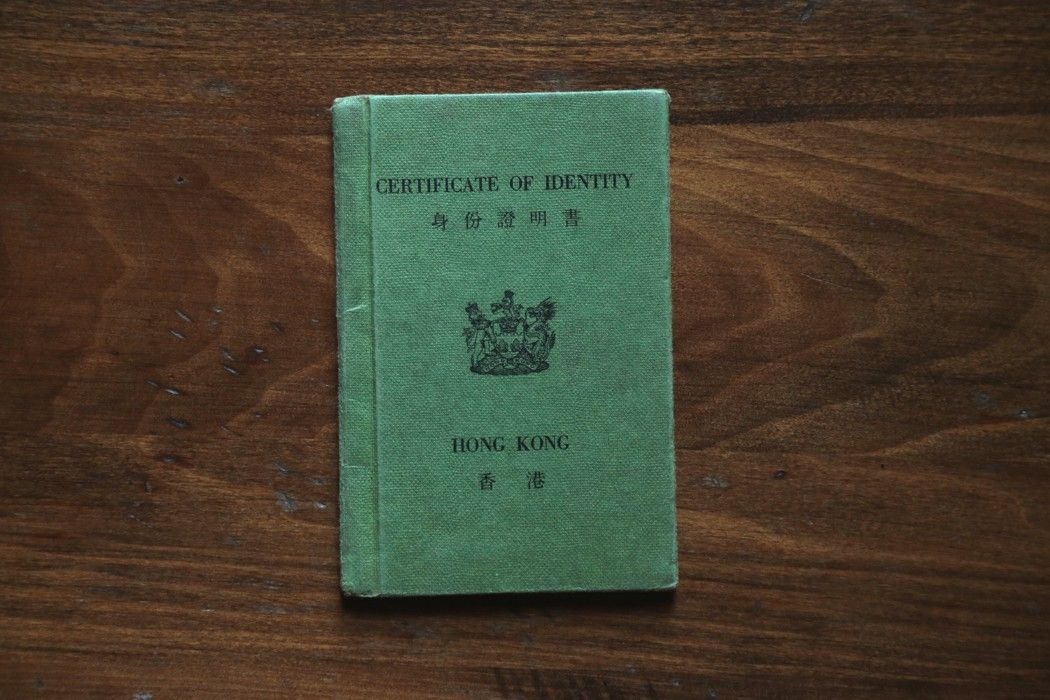 CERTIFICATE OF IDENTITY
身份證明書
HONG KONG
香港